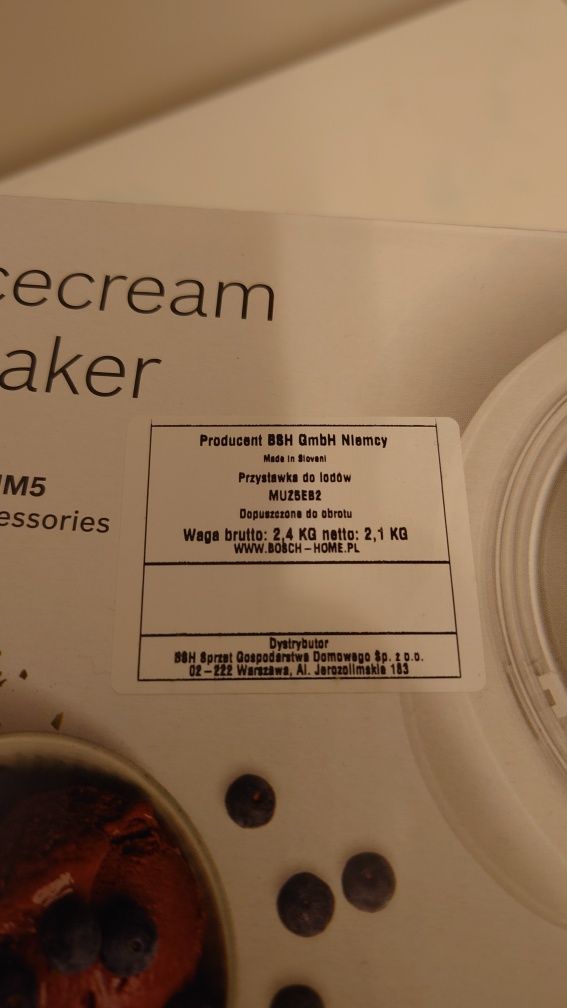 cecream
aker
M5
essories
Producent BSH GmbH Niemcy
Made in Sloveni
Przystawka do lodów
MUZ5EB2
Dopuszczone do obrotu
Waga brutto: 2,4 KG netto: 2,1 KG
WWW.BOSCH-HOME.PL
Dystrybutor
BSH Sprzęt Gospodarstwa Domowego Sp. z o.o.
02-222 Warszawa, Al. Jerozolimskie 183